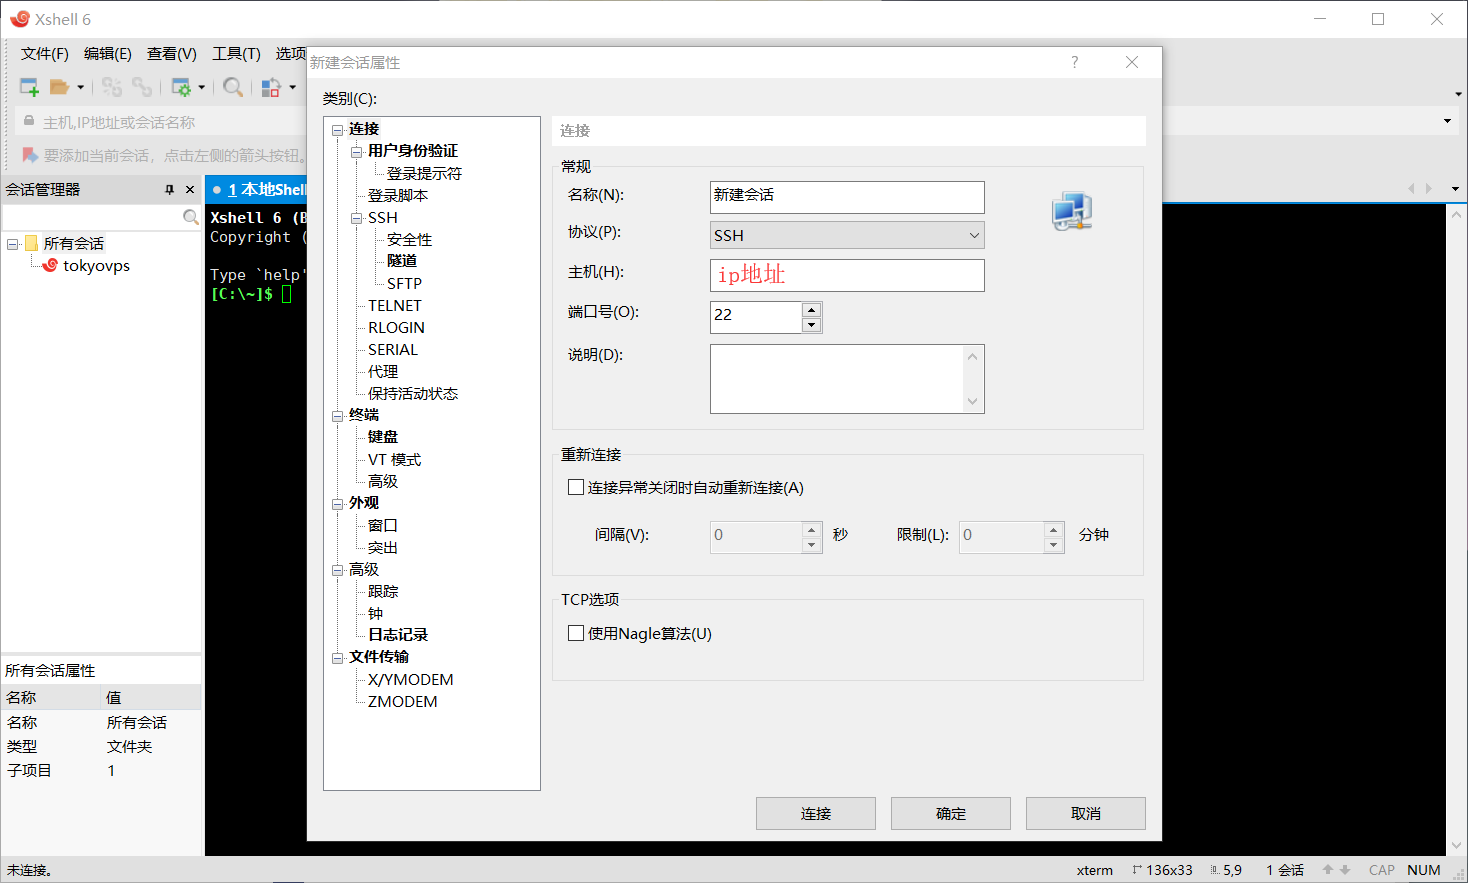 Xshell 6
文件(F) 编辑(E) 查看(V) 工具(T) 选项
主机,IP地址或会话名称
要添加当前会话，点击左侧的箭头按钮。
会话管理器
所有会话
tokyovps
所有会话属性
名称 值
名称 所有会话
类型 文件夹
子项目 1
1 本地Shell
Xshell 6 (B
Copyright (
Type `help'
[C:\~]$
新建会话属性
?
类别(C):
连接
用户身份验证
登录提示符
登录脚本
SSH
安全性
隧道
SFTP
TELNET
RLOGIN
SERIAL
代理
保持活动状态
终端
键盘
VT 模式
高级
外观
窗口
突出
高级
跟踪
钟
日志记录
文件传输
X/YMODEM
ZMODEM
连接
常规
名称(N): 新建会话
协议(P): SSH
主机(H): ip地址
端口号(O): 22
说明(D):
重新连接
连接异常关闭时自动重新连接(A)
间隔(V): 0 秒 限制(L): 0 分钟
TCP选项
使用Nagle算法(U)
连接 确定 取消
未连接。 xterm 136x33 5,9 1 会话 CAP NUM